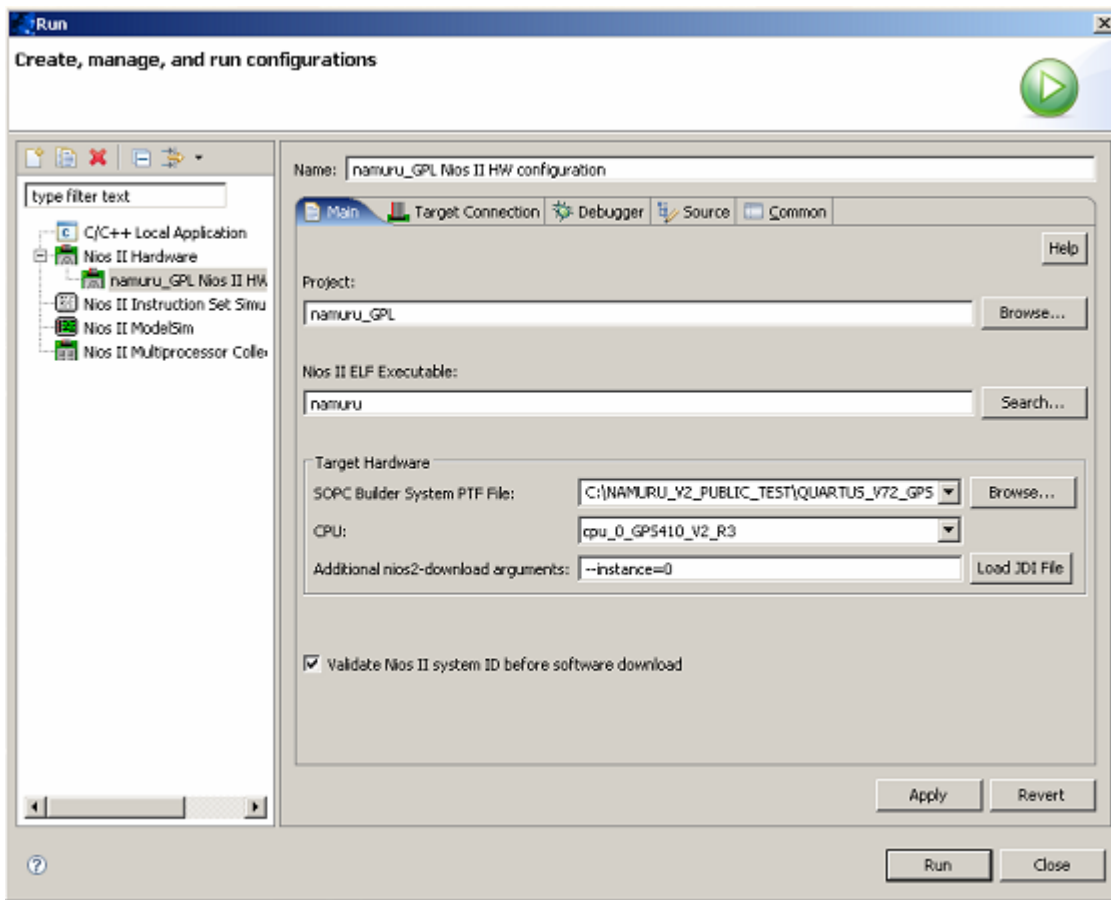 Run
Create, manage, and run configurations
type filter text
C/C++ Local Application
Nios II Hardware
namuru_GPL Nios II HW
Nios II Instruction Set Simu
Nios II ModelSim
Nios II Multiprocessor Colle
Name: namuru_GPL Nios II HW configuration
Main Target Connection Debugger Source Common
Help
Project:
namuru_GPL Browse...
Nios II ELF Executable:
namuru Search...
Target Hardware
SOPC Builder System PTF File: C:\NAMURU_V2_PUBLIC_TEST\QUARTUS_V72_GPS Browse...
CPU: cpu_0_GPS410_V2_R3
Additional nios2-download arguments: --instance=0 Load JDI File
Validate Nios II system ID before software download
Apply Revert
Run Close